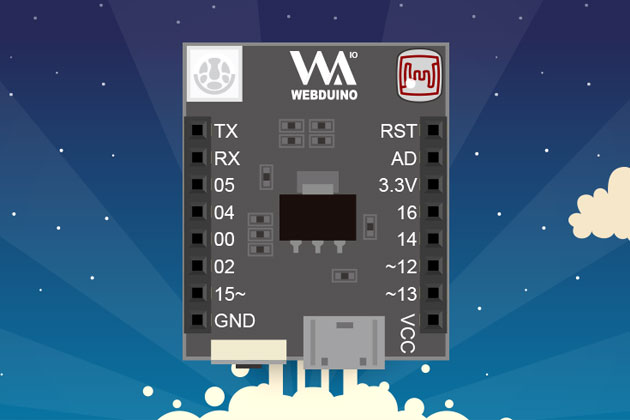 IO
WEBDUINO
TX
RX
05
04
00
02
15~
GND
RST
AD
3.3V
16
14
~12
~13
VCC